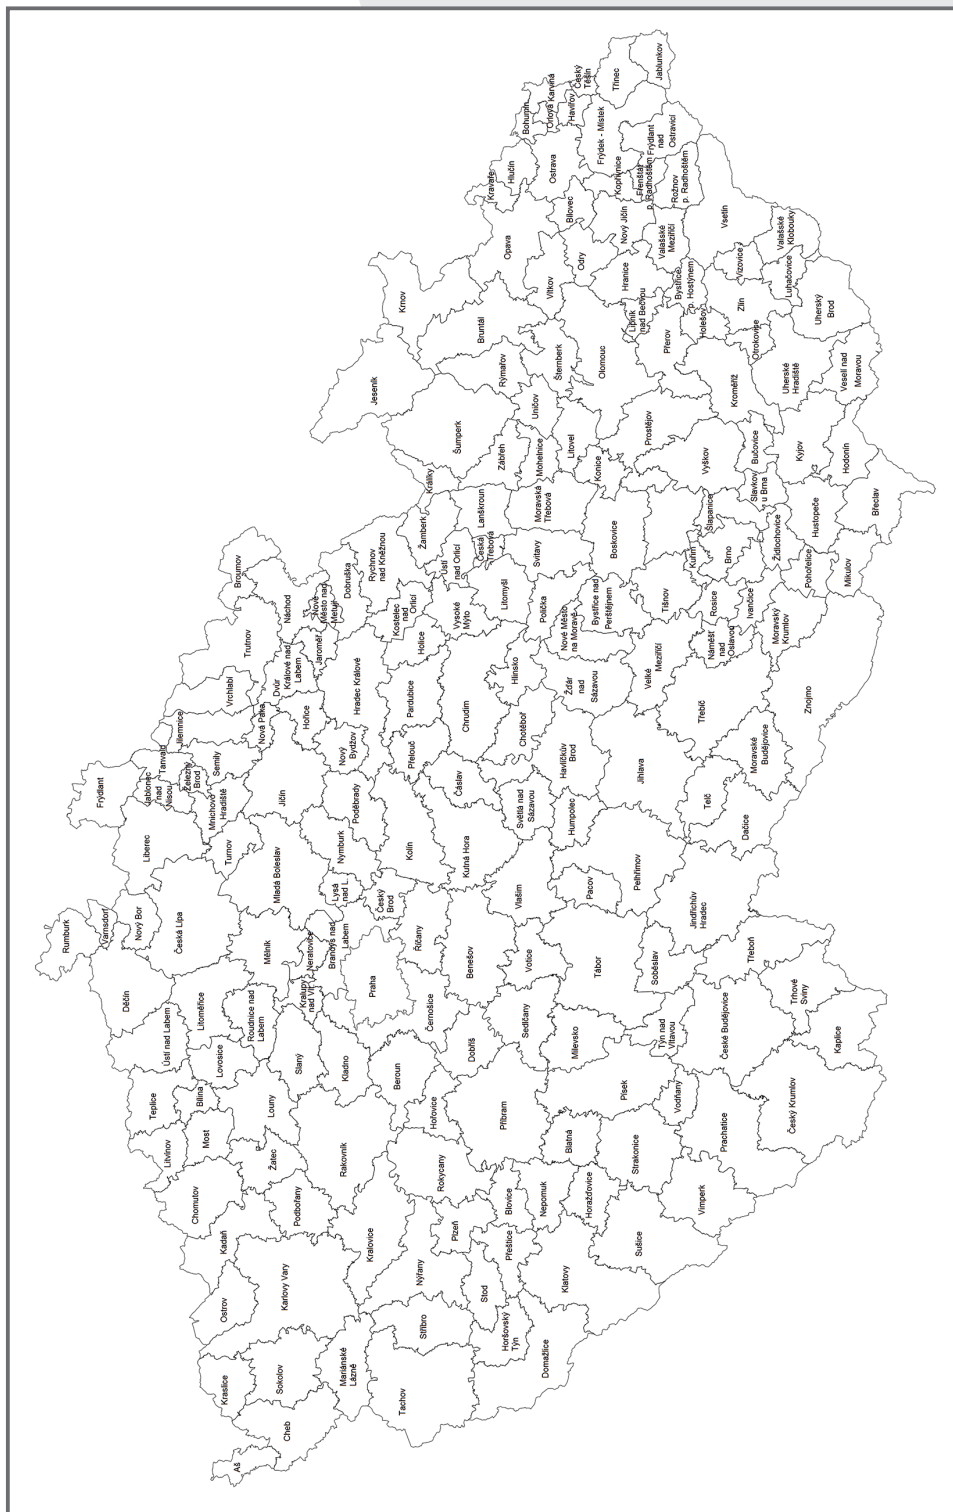 Rumburk
Varnsdorf
Nový Bor
Frýdlant
Děčín
Česká Lípa
Liberec
Jablonec
nad
Nisou
Tanvald
Železný
Brod
Jilemnice
Semily
Vrchlabí
Trutnov
Broumov
Náchod
Nové
Město nad
Metují
Dobruška
Rychnov
nad Kněžnou
Teplice
Litvínov
Bílina
Most
Ústí nad Labem
Litoměřice
Lovosice
Roudnice nad
Labem
Mělník
Mnichovo
Hradiště
Turnov
Mladá Boleslav
Jičín
Nová Paka
Dvůr
Králové nad
Labem
Hořice
Jaroměř
Hradec Králové
Nový
Bydžov
Chomutov
Kadaň
Žatec
Louny
Podbořany
Ostrov
Karlovy Vary
Kraslice
Sokolov
Cheb
Aš
Mariánské
Lázně
Slaný
Kralupy
nad Vlt.
Neratovice
Brandýs nad
Labem
Lysá
nad L.
Nymburk
Poděbrady
Kladno
Rakovník
Praha
Český
Brod
Kolín
Přelouč
Pardubice
Holice
Kostelec
nad
Orlicí
Žamberk
Králíky
Jeseník
Krnov
Bruntál
Rýmařov
Šumperk
Kralovice
Beroun
Hořovice
Černošice
Říčany
Kutná Hora
Čáslav
Chrudim
Vysoké
Mýto
Ústí
nad Orlicí
Česká
Třebová
Lanškroun
Zábřeh
Mohelnice
Uničov
Šternberk
Opava
Kravaře
Hlučín
Bohumín
Orlová
Karviná
Havířov
Český
Těšín
Třinec
Jablunkov
Tachov
Stříbro
Nýřany
Plzeň
Rokycany
Příbram
Dobříš
Benešov
Vlašim
Světlá nad
Sázavou
Chotěboř
Hlinsko
Litomyšl
Svitavy
Moravská
Třebová
Litovel
Olomouc
Vítkov
Odry
Bílovec
Ostrava
Frýdek - Místek
Stod
Přeštice
Blovice
Nepomuk
Horšovský
Týn
Domažlice
Klatovy
Sedlčany
Votice
Polička
Konice
Hranice
Nový Jičín
Kopřivnice
Frenštát
p. Radhoštěm
Frýdlant
nad
Ostravicí
Rožnov
p. Radhoštěm
Valašské
Meziříčí
Horažďovice
Blatná
Milevsko
Tábor
Pacov
Humpolec
Havlíčkův
Brod
Žďár
nad
Sázavou
Nové Město
na Moravě
Bystřice nad
Pernštejnem
Boskovice
Prostějov
Přerov
Lipník
nad Bečvou
Bystřice
p. Hostýnem
Vsetín
Sušice
Strakonice
Písek
Vodňany
Týn nad
Vltavou
Soběslav
Pelhřimov
Jihlava
Velké
Meziříčí
Tišnov
Kuřim
Šlapanice
Vyškov
Kroměříž
Holešov
Zlín
Vizovice
Otrokovice
Luhačovice
Valašské
Klobouky
Vimperk
Prachatice
České Budějovice
Třeboň
Jindřichův
Hradec
Telč
Třebíč
Náměšť
nad
Oslavou
Rosice
Brno
Ivančice
Židlochovice
Slavkov
u Brna
Bučovice
Kyjov
Uherské
Hradiště
Uherský
Brod
Český Krumlov
Kaplice
Trhové
Sviny
Dačice
Moravské
Budějovice
Znojmo
Moravský
Krumlov
Pohořelice
Hustopeče
Mikulov
Břeclav
Hodonín
Veselí nad
Moravou